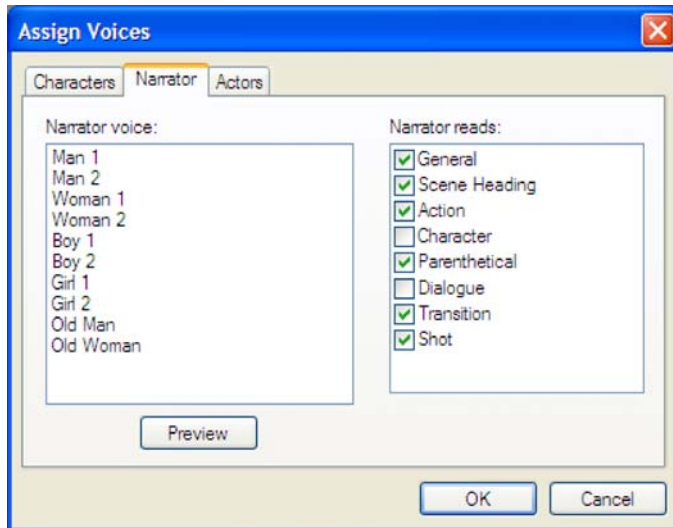 Assign Voices
Characters
Narrator
Actors
Narrator voice:
Man 1
Man 2
Woman 1
Woman 2
Boy 1
Boy 2
Girl 1
Girl 2
Old Man
Old Woman
Preview
Narrator reads:
General
Scene Heading
Action
Character
Parenthetical
Dialogue
Transition
Shot
OK
Cancel